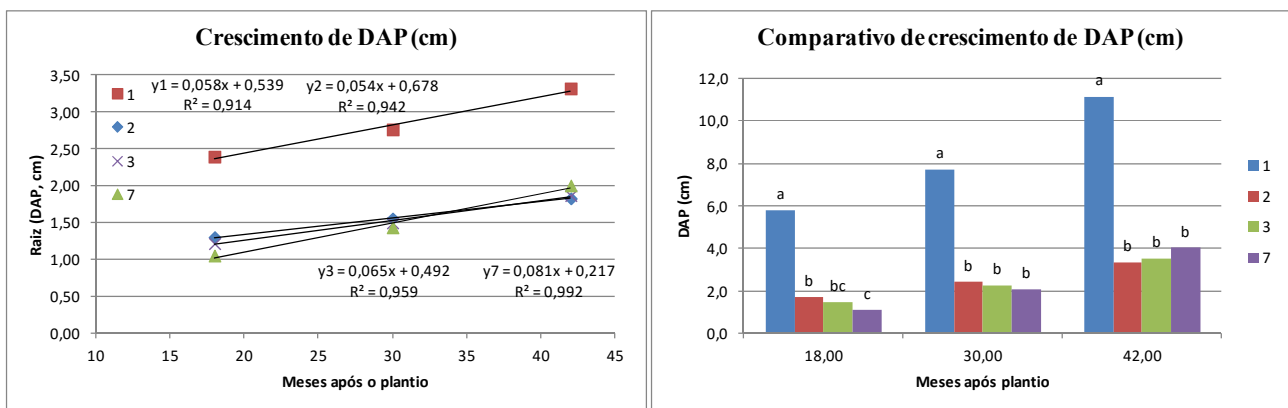 Crescimento de DAP (cm)
Raiz (DAP, cm)
3,50
3,00
2,50
2,00
1,50
1,00
0,50
0,00
1
2
3
7
y1 = 0,058x + 0,539
R² = 0,914
y2 = 0,054x + 0,678
R² = 0,942
y3 = 0,065x + 0,492
R² = 0,959
y7 = 0,081x + 0,217
R² = 0,992
10 15 20 25 30 35 40 45
Meses após o plantio
Comparativo de crescimento de DAP (cm)
DAP (cm)
12,0
10,0
8,0
6,0
4,0
2,0
0,0
a b bc c
a b b b
a b b b
18,00 30,00 42,00
Meses após plantio
1
2
3
7